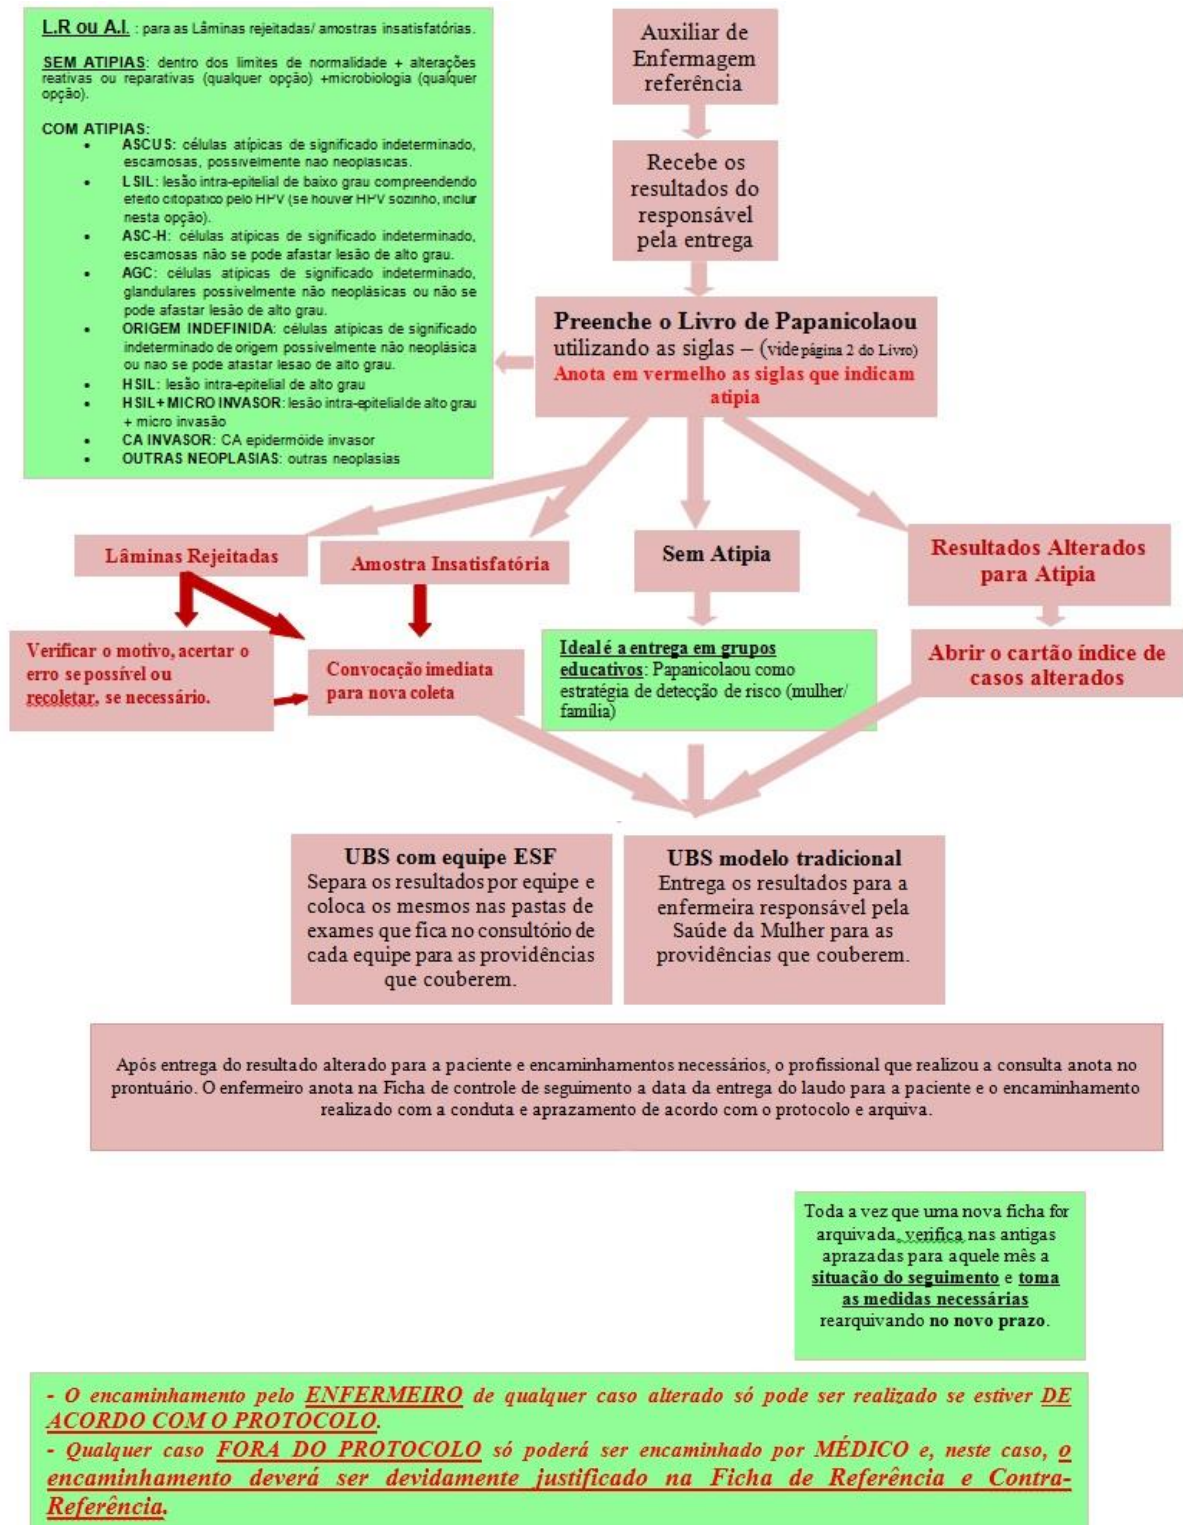 L.R ou A.I. : para as Lâminas rejeitadas/ amostras insatisfatórias.
SEM ATIPIAS: dentro dos limites de normalidade + alterações
reativas ou reparativas (qualquer opção) +microbiologia (qualquer
opção).
COM ATIPIAS:
• ASCUS: células atípicas de significado indeterminado,
escamosas, possivelmente nao neoplasicas.
• LSIL: lesão intra-epitelial de baixo grau compreendendo
efeito citopatico pelo HPV (se houver HPV sozinho, incluir
nesta opção).
• ASC-H: células atípicas de significado indeterminado,
escamosas não se pode afastar lesão de alto grau.
• AGC: células atípicas de significado indeterminado,
glandulares possivelmente não neoplásicas ou não se
pode afastar lesão de alto grau.
• ORIGEM INDEFINIDA: células atípicas de significado
indeterminado de origem possivelmente não neoplásica
ou nao se pode afastar lesao de alto grau.
• HSIL: lesão intra-epitelial de alto grau
• HSIL+MICRO INVASOR: lesão intra-epitelial de alto grau
+ micro invasão
• CA INVASOR: CA epidermóide invasor
• OUTRAS NEOPLASIAS: outras neoplasias
Auxiliar de
Enfermagem
referência
Recebe os
resultados do
responsável
pela entrega
Preenche o Livro de Papanicolaou
utilizando as siglas – (vide página 2 do Livro)
Anota em vermelho as siglas que indicam
atipia
Lâminas Rejeitadas
Amostra Insatisfatória
Sem Atipia
Resultados Alterados
para Atipia
Verificar o motivo, acertar o
erro se possível ou
recoletar, se necessário.
Convocação imediata
para nova coleta
Ideal é a entrega em grupos
educativos: Papanicolaou como
estratégia de detecção de risco (mulher/
família)
Abrir o cartão índice de
casos alterados
UBS com equipe ESF
Separa os resultados por equipe e
coloca os mesmos nas pastas de
exames que fica no consultório de
cada equipe para as providências
que couberem.
UBS modelo tradicional
Entrega os resultados para a
enfermeira responsável pela
Saúde da Mulher para as
providências que couberem.
Após entrega do resultado alterado para a paciente e encaminhamentos necessários, o profissional que realizou a consulta anota no
prontuário. O enfermeiro anota na Ficha de controle de seguimento a data da entrega do laudo para a paciente e o encaminhamento
realizado com a conduta e aprazamento de acordo com o protocolo e arquiva.
Toda a vez que uma nova ficha for
arquivada, verifica nas antigas
aprazadas para aquele mês a
situação do seguimento e toma
as medidas necessárias
rearquivando no novo prazo.
- O encaminhamento pelo ENFERMEIRO de qualquer caso alterado só pode ser realizado se estiver DE
ACORDO COM O PROTOCOLO.
- Qualquer caso FORA DO PROTOCOLO só poderá ser encaminhado por MÉDICO e, neste caso, o
encaminhamento deverá ser devidamente justificado na Ficha de Referência e Contra-
Referência.